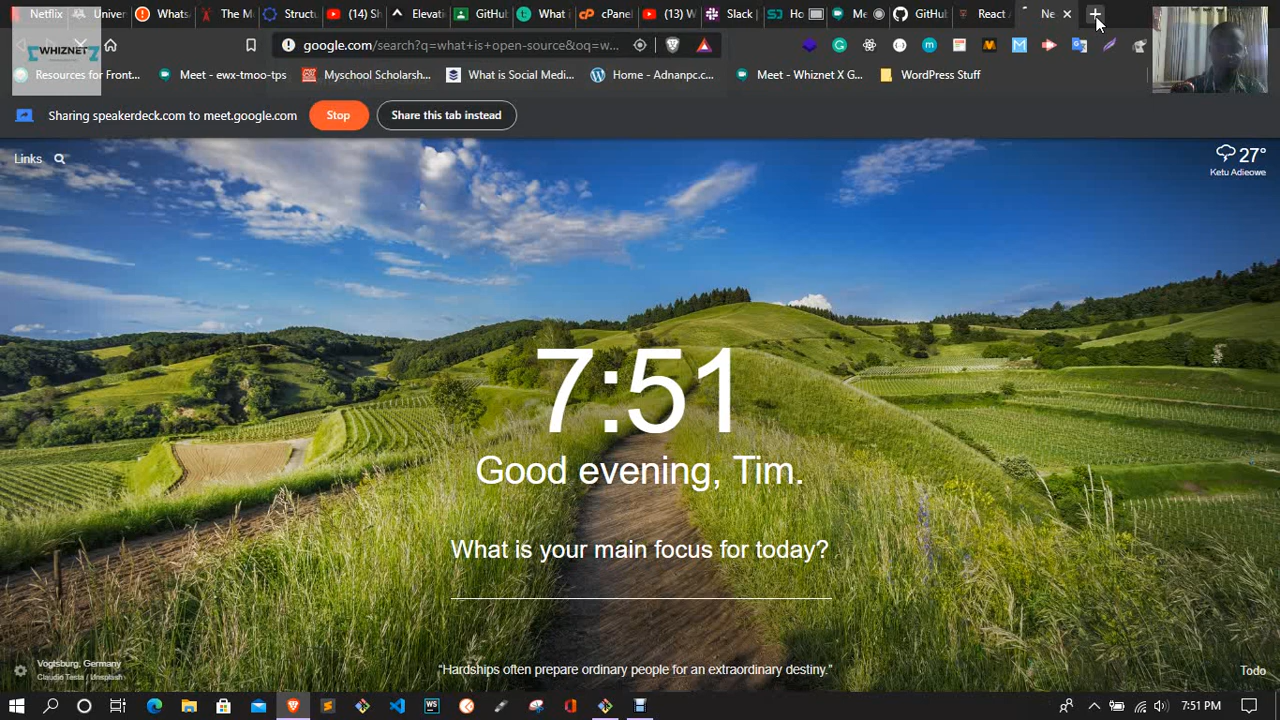 Netflix
Univer
Whats
The M
Structu
(14) S
Elevat
GitHub
What i
cPanel
(13) W
Slack |
Ho
Me
GitHub
React
Ne
WHIZNET
google.com/search?q=what+is+open-source&oq=w...
Resources for Front...
Meet - ewx-tmoo-tps
Myschool Scholarsh...
What is Social Medi...
Home - Adnanpc.c...
Meet - Whiznet X G...
WordPress Stuff
Sharing speakerdeck.com to meet.google.com
Stop
Share this tab instead
Links
27°
Ketu Adieowe
7:51
Good evening, Tim.
What is your main focus for today?
Vogtsburg, Germany
Claudio Testa / Unsplash
"Hardships often prepare ordinary people for an extraordinary destiny."
Todo
7:51 PM